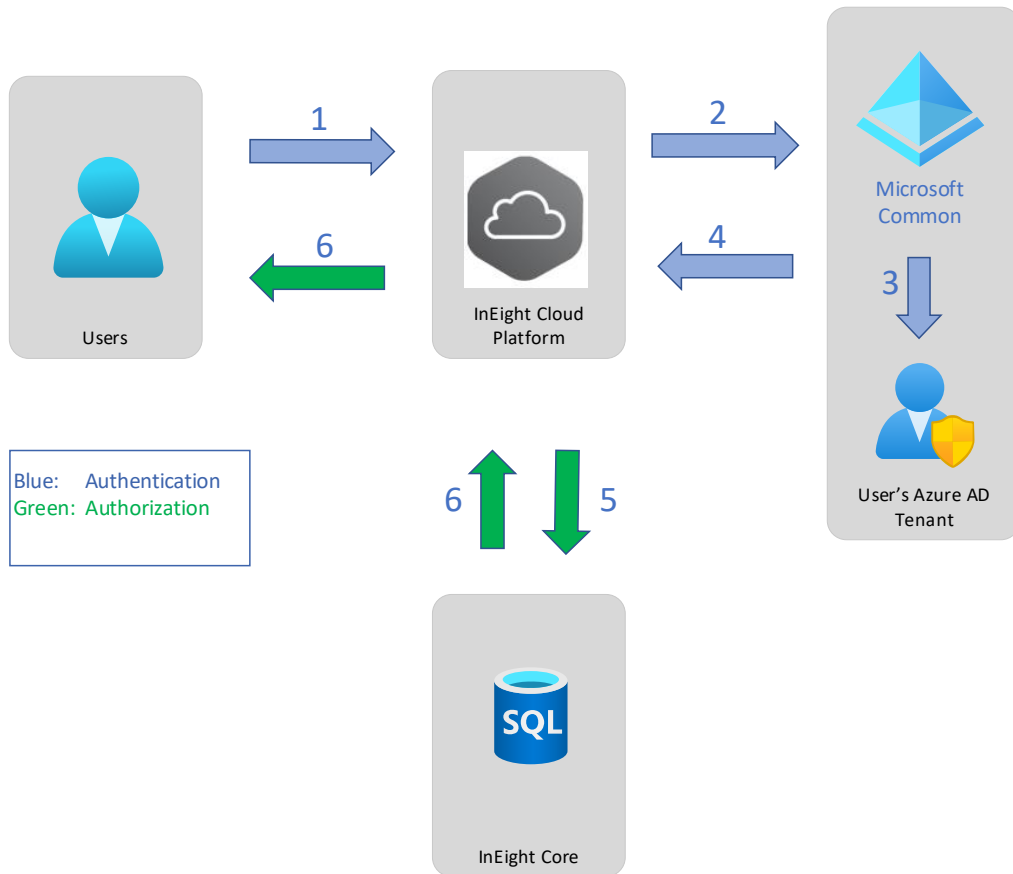 1
2
Microsoft
Common
6
4
3
InEight Cloud
Platform
Users
Blue: Authentication
Green: Authorization
6
5
User’s Azure AD
Tenant
SQL
InEight Core